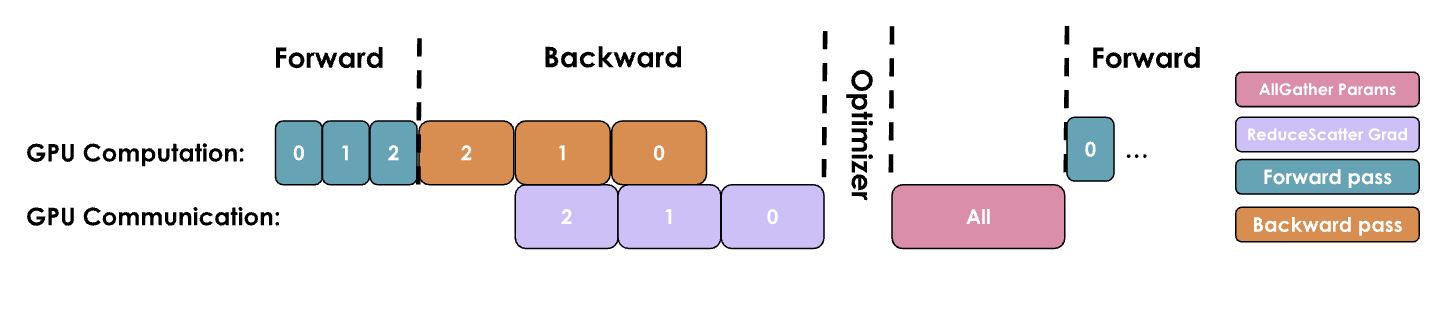 Forward
Backward
Optimizer
Forward
AllGather Params
ReduceScatter Grad
Forward pass
Backward pass
GPU Computation:
0 1 2 2 1 0 0 ...
GPU Communication:
2 1 0 All